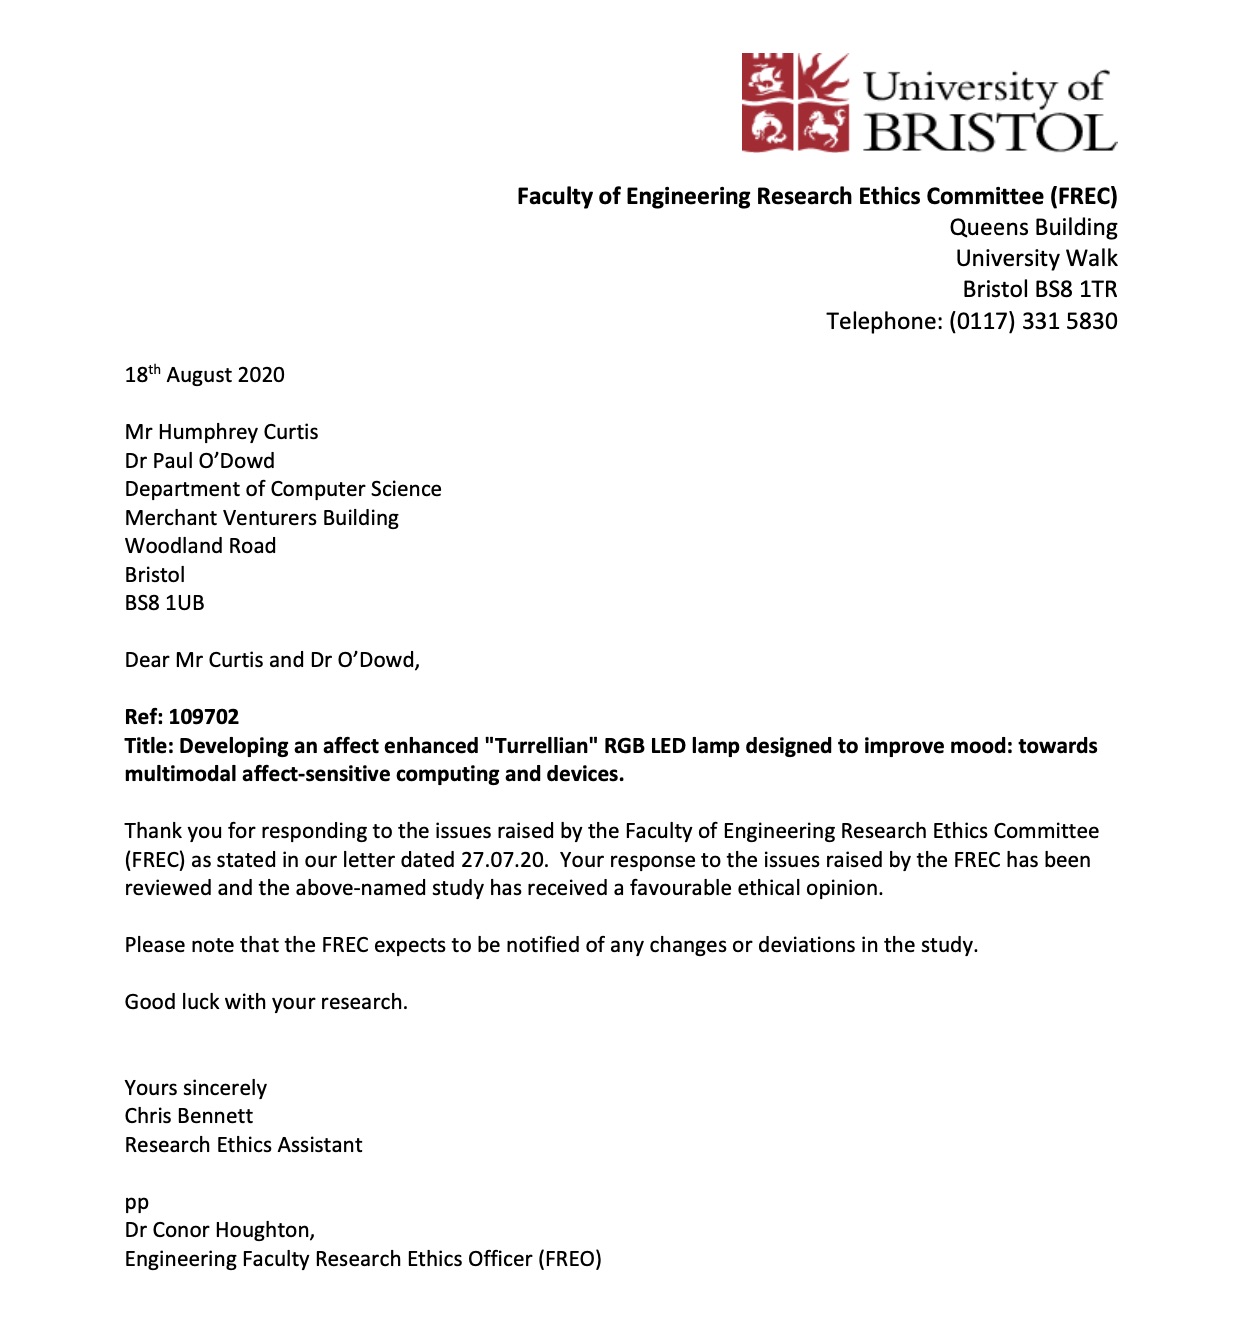 University of
BRISTOL
Faculty of Engineering Research Ethics Committee (FREC)
Queens Building
University Walk
Bristol BS8 1TR
Telephone: (0117) 331 5830
18th August 2020
Mr Humphrey Curtis
Dr Paul O’Dowd
Department of Computer Science
Merchant Venturers Building
Woodland Road
Bristol
BS8 1UB
Dear Mr Curtis and Dr O’Dowd,
Ref: 109702
Title: Developing an affect enhanced "Turrellian" RGB LED lamp designed to improve mood: towards
multimodal affect-sensitive computing and devices.
Thank you for responding to the issues raised by the Faculty of Engineering Research Ethics Committee
(FREC) as stated in our letter dated 27.07.20.  Your response to the issues raised by the FREC has been
reviewed and the above-named study has received a favourable ethical opinion.
Please note that the FREC expects to be notified of any changes or deviations in the study.
Good luck with your research.
Yours sincerely
Chris Bennett
Research Ethics Assistant
pp
Dr Conor Houghton,
Engineering Faculty Research Ethics Officer (FREO)